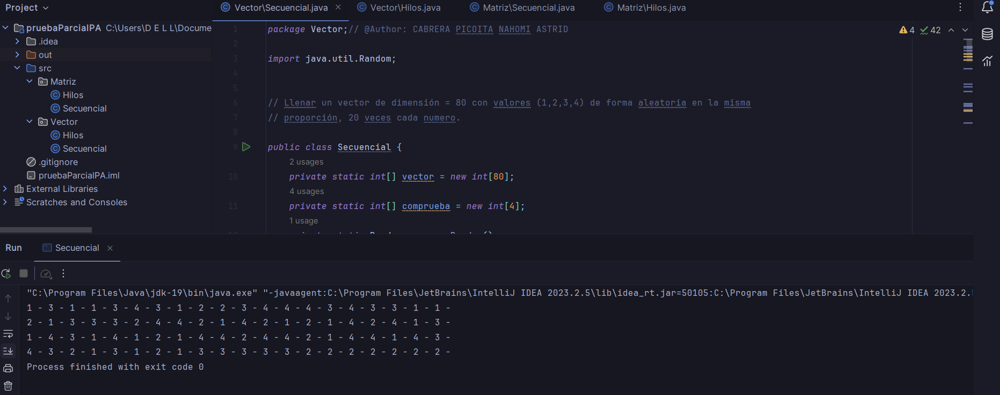 Project
Vector\Secuencial.java
Vector\Hilos.java
Matriz\Secuencial.java
Matriz\Hilos.java
pruebaParcialPA C:\Users\D E L L\Docume
.idea
out
src
Matriz
Hilos
Secuencial
Vector
Hilos
Secuencial
.gitignore
pruebaParcialPA.iml
External Libraries
Scratches and Consoles
4 42
1 package Vector;// @Author: CABRERA PICOITA NAHOMI ASTRID
2
3 import java.util.Random;
4
5
6 // Llenar un vector de dimensión = 80 con valores (1,2,3,4) de forma aleatoria en la misma
7 // proporción, 20 veces cada numero.
8
9 public class Secuencial {
2 usages
10 private static int[] vector = new int[80];
4 usages
11 private static int[] comprueba = new int[4];
1 usage
Run
Secuencial
"C:\Program Files\Java\jdk-19\bin\java.exe" "-javaagent:C:\Program Files\JetBrains\IntelliJ IDEA 2023.2.5\lib\idea_rt.jar=50105:C:\Program Files\JetBrains\IntelliJ IDEA 2023.2.5
1 - 3 - 1 - 1 - 3 - 4 - 3 - 1 - 2 - 2 - 3 - 4 - 4 - 4 - 3 - 4 - 3 - 3 - 1 - 1 -
2 - 1 - 3 - 3 - 3 - 2 - 4 - 4 - 2 - 1 - 4 - 2 - 1 - 2 - 1 - 4 - 2 - 4 - 1 - 3 -
1 - 4 - 3 - 1 - 4 - 1 - 2 - 1 - 4 - 4 - 2 - 4 - 4 - 2 - 1 - 4 - 4 - 1 - 4 - 3 -
4 - 3 - 2 - 1 - 3 - 1 - 2 - 1 - 3 - 3 - 3 - 3 - 3 - 2 - 2 - 2 - 2 - 2 - 2 - 2 -
Process finished with exit code 0